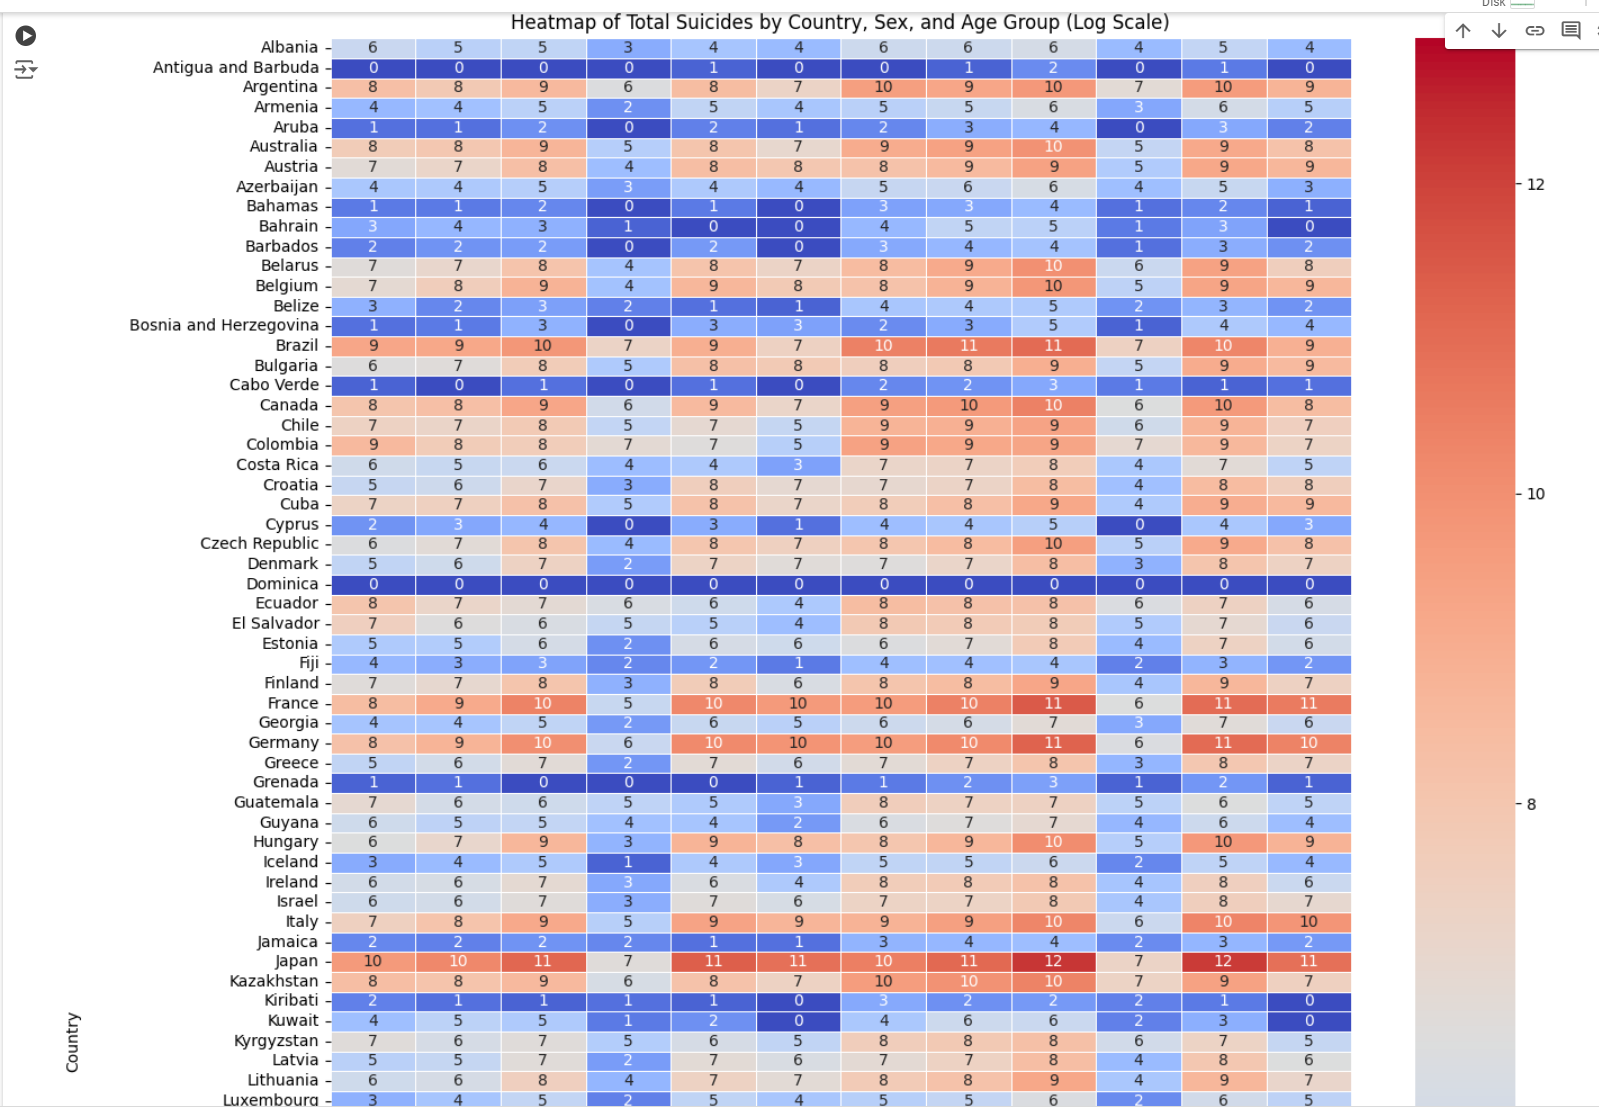 Disk
Heatmap of Total Suicides by Country, Sex, and Age Group (Log Scale)
Albania 6 5 5 3 4 4 6 6 6 4 5 4
Antigua and Barbuda 0 0 0 0 1 0 0 1 2 0 1 0
Argentina 8 8 9 6 8 7 10 9 10 7 10 9
Armenia 4 4 5 2 5 4 5 5 6 3 6 5
Aruba 1 1 2 0 2 1 2 3 4 0 3 2
Australia 8 8 9 5 8 7 9 9 10 5 9 8
Austria 7 7 8 4 8 8 8 9 9 5 9 9
12
Azerbaijan 4 4 5 3 4 4 5 6 6 4 5 3
Bahamas 1 1 2 0 1 0 3 3 4 1 2 1
Bahrain 3 4 3 1 0 0 4 5 5 1 3 0
Barbados 2 2 2 0 2 0 3 4 4 1 3 2
Belarus 7 7 8 4 8 7 8 9 10 6 9 8
Belgium 7 8 9 4 9 8 8 9 10 5 9 9
Belize 3 2 3 2 1 1 4 4 5 2 3 2
Bosnia and Herzegovina 1 1 3 0 3 3 2 3 5 1 4 4
Brazil 9 9 10 7 9 7 10 11 11 7 10 9
Bulgaria 6 7 8 5 8 8 8 8 9 5 9 9
Cabo Verde 1 0 1 0 1 0 2 2 3 1 1 1
Canada 8 8 9 6 9 7 9 10 10 6 10 8
Chile 7 7 8 5 7 5 9 9 9 6 9 7
Colombia 9 8 8 7 7 5 9 9 9 7 9 7
Costa Rica 6 5 6 4 4 3 7 7 8 4 7 5
Croatia 5 6 7 3 8 7 7 7 8 4 8 8
10
Cuba 7 7 8 5 8 7 8 8 9 4 9 9
Cyprus 2 3 4 0 3 1 4 4 5 0 4 3
Czech Republic 6 7 8 4 8 7 8 8 10 5 9 8
Denmark 5 6 7 2 7 7 7 7 8 3 8 7
Dominica 0 0 0 0 0 0 0 0 0 0 0 0
Ecuador 8 7 7 6 6 4 8 8 8 6 7 6
El Salvador 7 6 6 5 5 4 8 8 8 5 7 6
Estonia 5 5 6 2 6 6 6 7 8 4 7 6
Fiji 4 3 3 2 2 1 4 4 4 2 3 2
Finland 7 7 8 3 8 6 8 8 9 4 9 7
France 8 9 10 5 10 10 10 10 11 6 11 11
Georgia 4 4 5 2 6 5 6 6 7 3 7 6
Germany 8 9 10 6 10 10 10 10 11 6 11 10
Greece 5 6 7 2 7 6 7 7 8 3 8 7
Grenada 1 1 0 0 0 1 1 2 3 1 2 1
Guatemala 7 6 6 5 5 3 8 7 7 5 6 5
8
Guyana 6 5 5 4 4 2 6 7 7 4 6 4
Hungary 6 7 9 3 9 8 8 9 10 5 10 9
Iceland 3 4 5 1 4 3 5 5 6 2 5 4
Ireland 6 6 7 3 6 4 8 8 8 4 8 6
Israel 6 6 7 3 7 6 7 7 8 4 8 7
Italy 7 8 9 5 9 9 9 9 10 6 10 10
Jamaica 2 2 2 2 1 1 3 4 4 2 3 2
Japan 10 10 11 7 11 11 10 11 12 7 12 11
Kazakhstan 8 8 9 6 8 7 10 10 10 7 9 7
Kiribati 2 1 1 1 1 0 3 2 2 2 1 0
Kuwait 4 5 5 1 2 0 4 6 6 2 3 0
Country
Kyrgyzstan 7 6 7 5 6 5 8 8 8 6 7 5
Latvia 5 5 7 2 7 6 7 7 8 4 8 6
Lithuania 6 6 8 4 7 7 8 8 9 4 9 7
Luxembourg 3 4 5 2 5 4 5 5 6 2 6 5